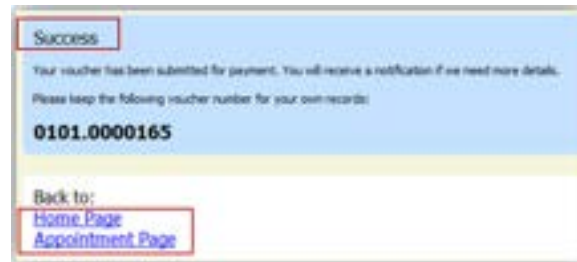 Success
Your voucher has been submitted for payment. You will receive a notification if we need more details.
Please keep the following voucher number for your own records:
0101.0000165
Back to:
Home Page
Appointment Page